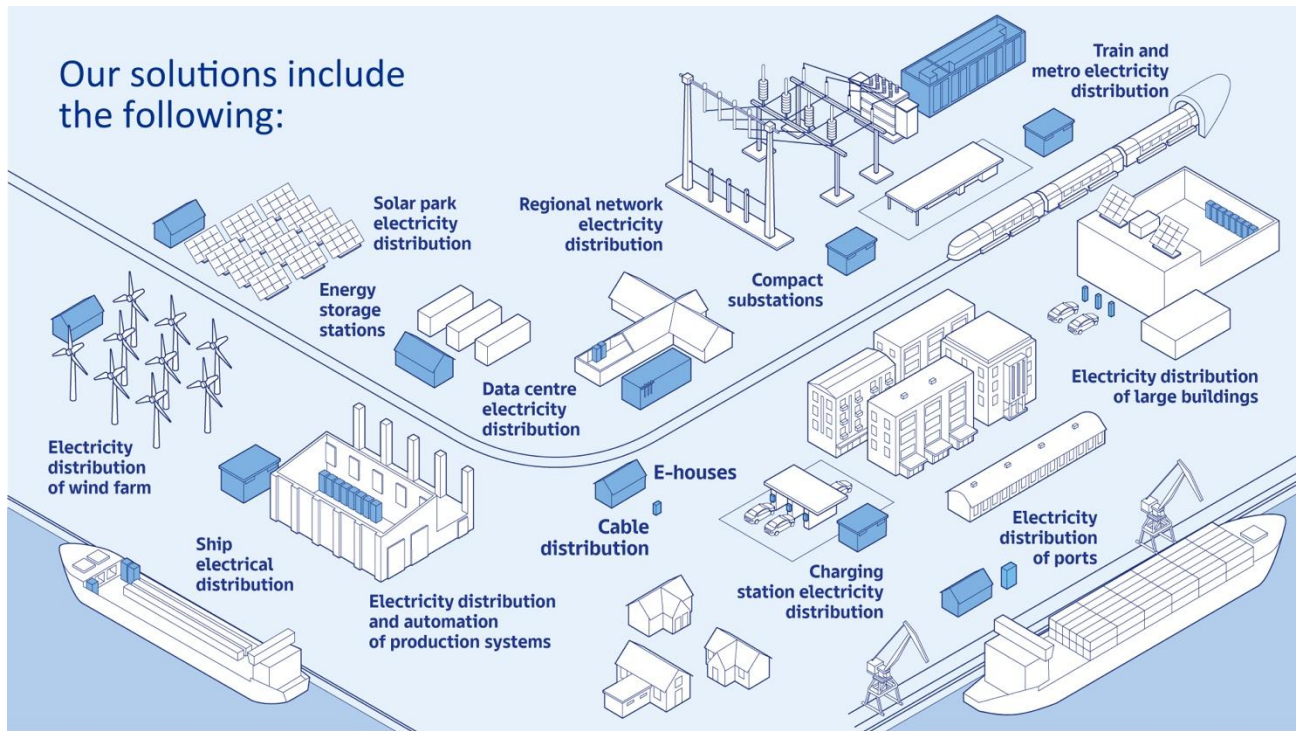 Our solutions include
the following:
Train and
metro electricity
distribution
Solar park
electricity
distribution
Regional network
electricity
distribution
Compact
substations
Energy
storage
stations
Data centre
electricity
distribution
Electricity distribution
of large buildings
Electricity
distribution
of wind farm
E-houses
Cable
distribution
Ship
electrical
distribution
Electricity distribution
and automation
of production systems
Charging
station electricity
distribution
Electricity
distribution
of ports